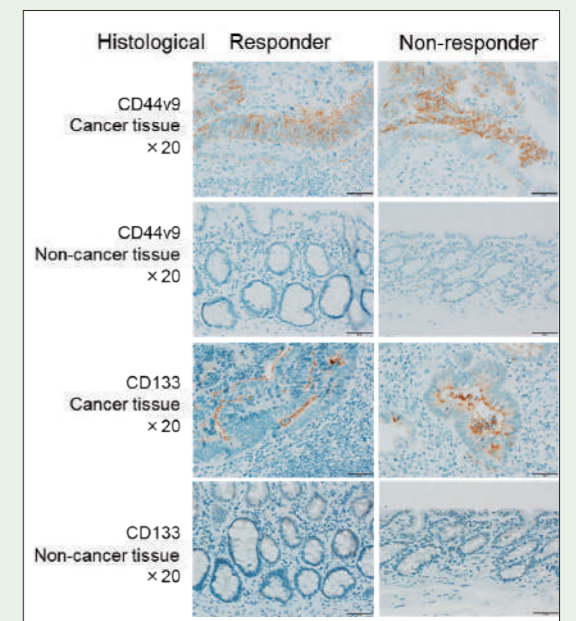 Histological Responder Non-responder
CD44v9
Cancer tissue
×20
CD44v9
Non-cancer tissue
×20
CD133
Cancer tissue
×20
CD133
Non-cancer tissue
×20